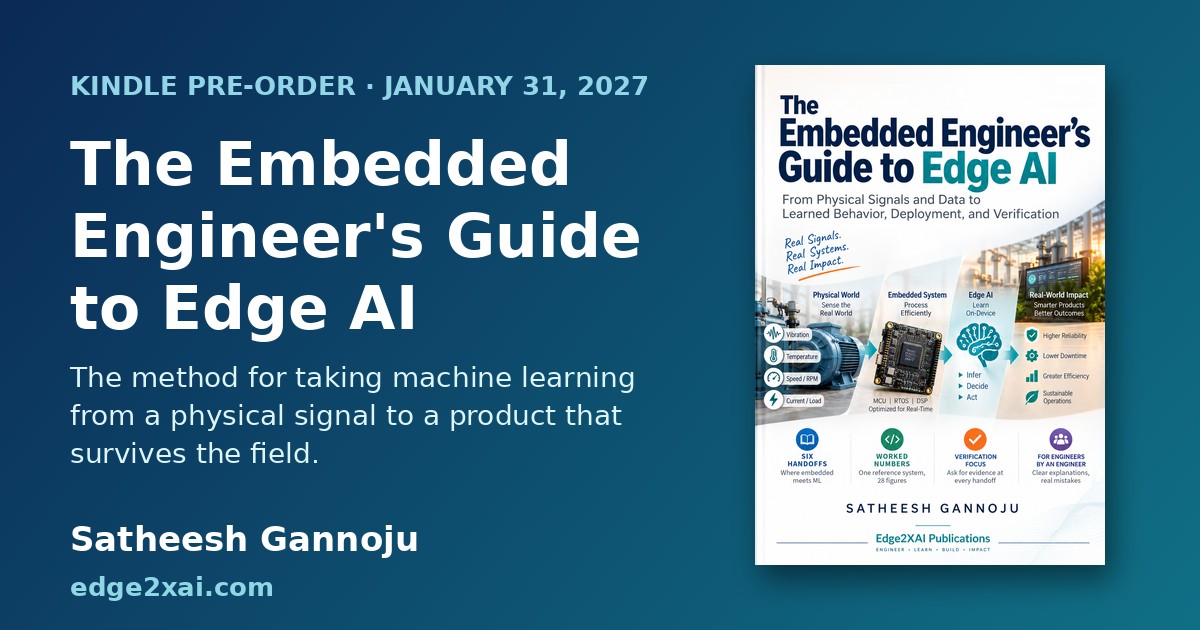 KINDLE PRE-ORDER · JANUARY 31, 2027
The Embedded
Engineer's Guide
to Edge AI
The method for taking machine learning
from a physical signal to a product that
survives the field.
Satheesh Gannoju
edge2xai.com
The
Embedded Engineer's
Guide to Edge AI
From Physical Signals and Data to
Learned Behavior, Deployment, and Verification
Real Signals.
Real Systems.
Real Impact.
Physical World
Sense the
Real World
Vibration
Temperature
Speed / RPM
Current / Load
Embedded System
Process
Efficiently
MCU | RTOS | DSP
Optimized for Real-Time
Edge AI
Learn
On-Device
Infer
Decide
Act
Real-World Impact
Smarter Products
Better Outcomes
Higher Reliability
Lower Downtime
Greater Efficiency
Sustainable
Operations
SIX
HANDOFFS
Where embedded
meets ML
WORKED
NUMBERS
One reference system,
28 figures
VERIFICATION
FOCUS
Ask for evidence at
every handoff
FOR ENGINEERS
BY AN ENGINEER
Clear explanations,
real mistakes
SATHEESH GANNOJU
Edge2XAI Publications
ENGINEER • LEARN • BUILD • IMPACT